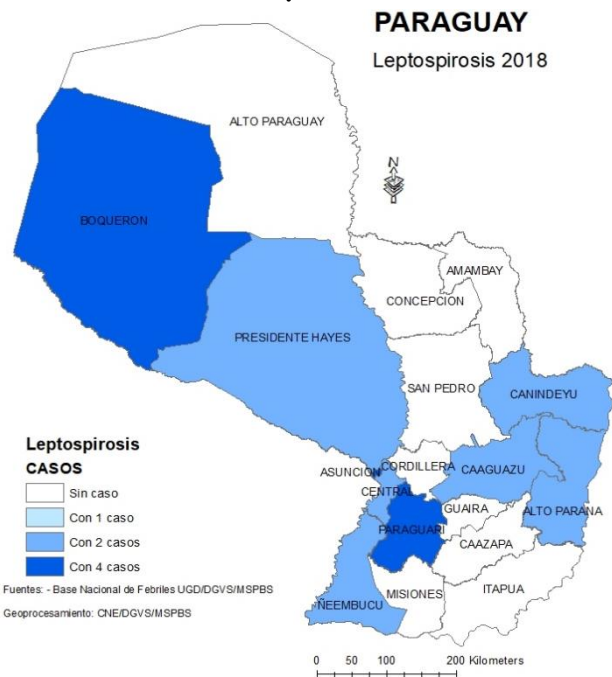 PARAGUAY
Leptospirosis 2018
ALTO PARAGUAY
N
BOQUERON
AMAMBAY
CONCEPCION
PRESIDENTE HAYES
SAN PEDRO
CANINDEYU
Leptospirosis
CASOS
Sin caso
Con 1 caso
Con 2 casos
Con 4 casos
ASUNCION
CORDILLERA
CAAGUAZU
CENTRAL
GUAIRA
ALTO PARANA
PARAGUARI
CAAZAPA
ÑEEMBUCU
MISIONES
ITAPUA
Fuentes: - Base Nacional de Febriles UGD/DGVS/MSPBS
Geoprocesamiento: CNE/DGVS/MSPBS
0 50 100 200 Kilometers